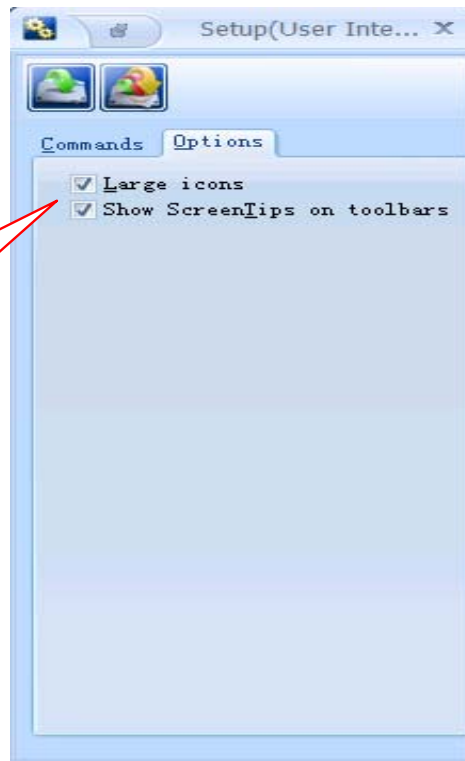 Setup(User Inte...
Commands Options
Large icons
Show ScreenTips on toolbars